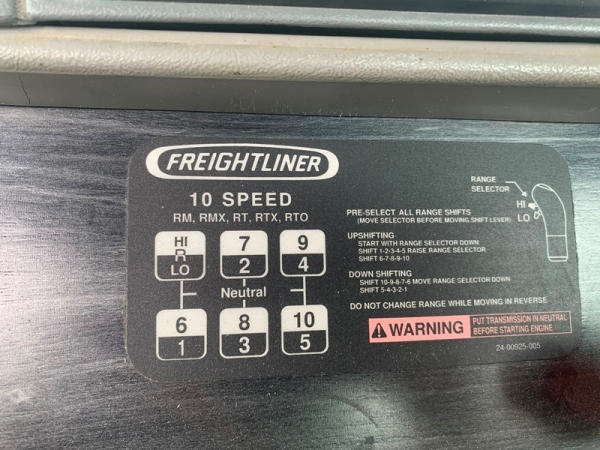 FREIGHTLINER
10 SPEED
RM, RMX, RT, RTX, RTO
HI R LO
7 2
9 4
Neutral
6 1
8 3
10 5
PRE-SELECT ALL RANGE SHIFTS
(MOVE SELECTOR BEFORE MOVING SHIFT LEVER)
UPSHIFTING
START WITH RANGE SELECTOR DOWN
SHIFT 1-2-3-4-5 RAISE RANGE SELECTOR
SHIFT 6-7-8-9-10
DOWN SHIFTING
SHIFT 10-9-8-7-6 MOVE RANGE SELECTOR DOWN
SHIFT 5-4-3-2-1
DO NOT CHANGE RANGE WHILE MOVING IN REVERSE
RANGE
SELECTOR
HI
LO
WARNING
PUT TRANSMISSION IN NEUTRAL
BEFORE STARTING ENGINE
24-00925-005